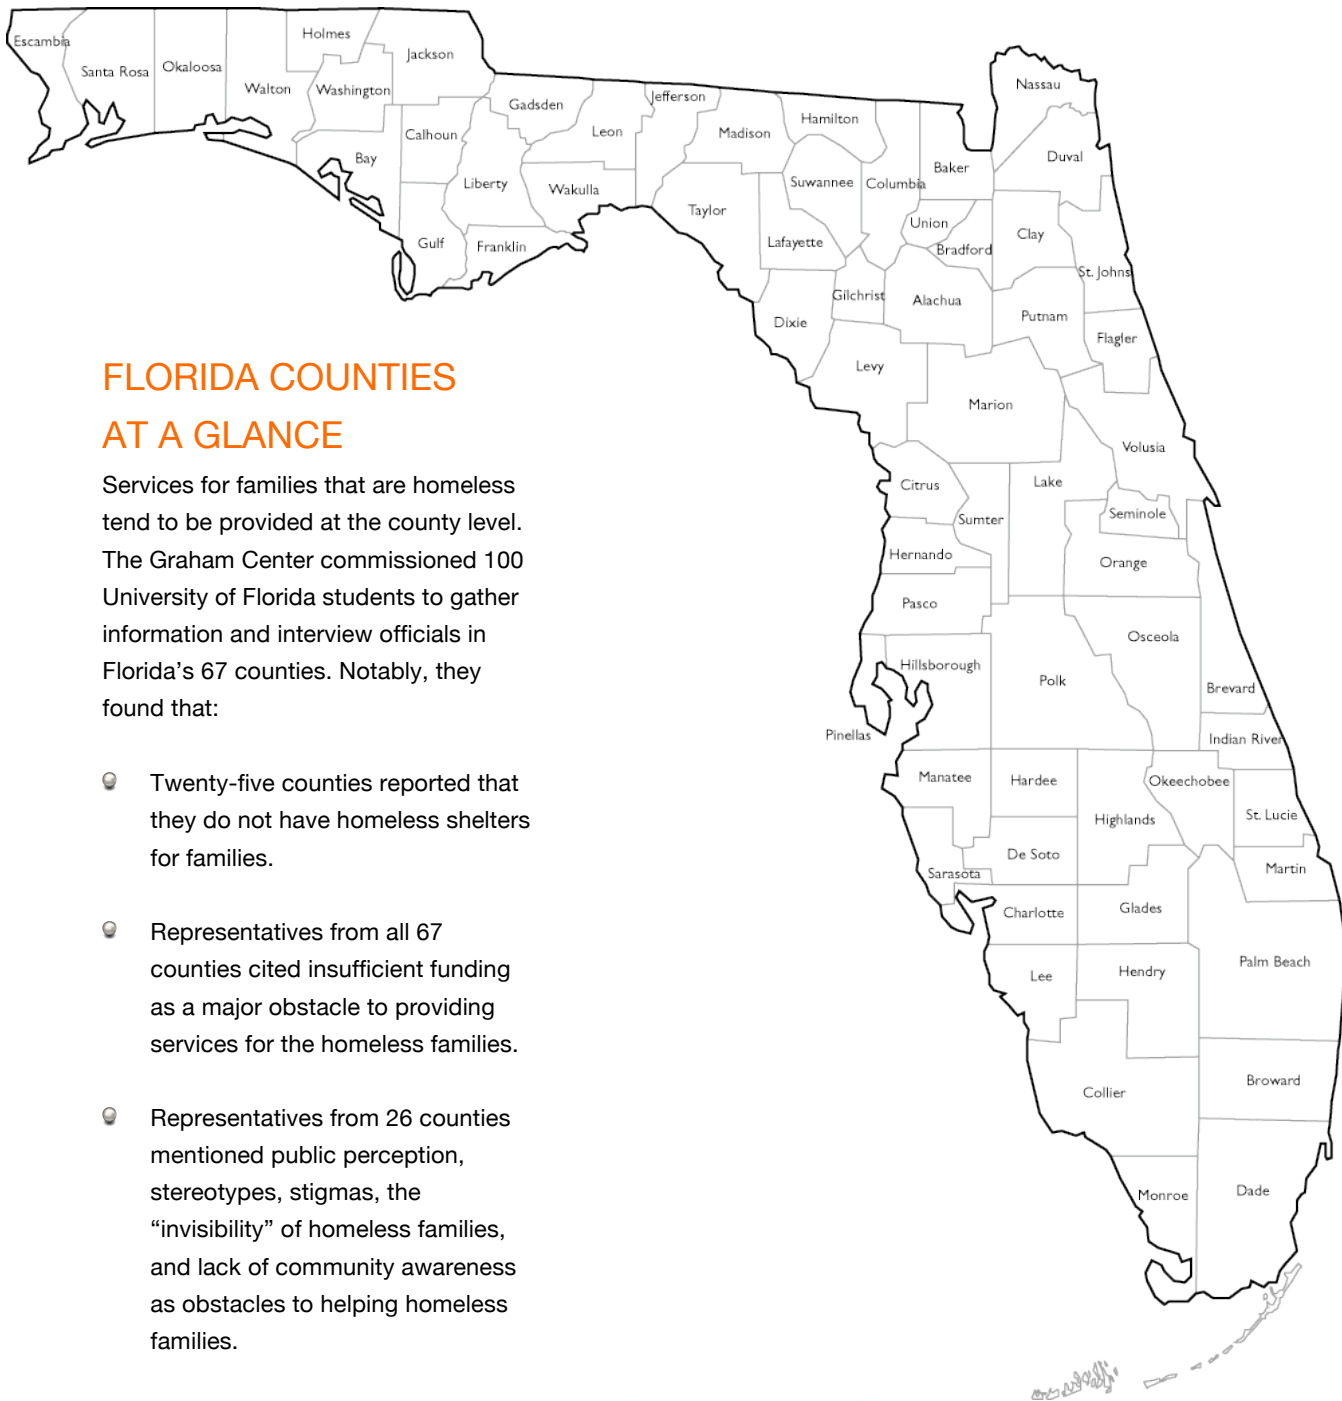 Escambia
Santa Rosa
Okaloosa
Holmes
Walton
Washington
Jackson
Bay
Calhoun
Gulf
Gadsden
Liberty
Franklin
Leon
Wakulla
Jefferson
Madison
Taylor
Hamilton
Suwannee
Lafayette
Columbia
Dixie
Gilchrist
Baker
Union
Bradford
Alachua
Nassau
Duval
Clay
St. Johns
Putnam
Flagler
Levy
Marion
Volusia
Citrus
Sumter
Lake
Seminole
Hernando
Orange
Pasco
Osceola
Hillsborough
Polk
Brevard
Pinellas
Indian River
Manatee
Hardee
Okeechobee
Highlands
St. Lucie
De Soto
Sarasota
Martin
Charlotte
Glades
Lee
Hendry
Palm Beach
Collier
Broward
Monroe
Dade
FLORIDA COUNTIES
AT A GLANCE
Services for families that are homeless
tend to be provided at the county level.
The Graham Center commissioned 100
University of Florida students to gather
information and interview officials in
Florida’s 67 counties. Notably, they
found that:
Twenty-five counties reported that
they do not have homeless shelters
for families.
Representatives from all 67
counties cited insufficient funding
as a major obstacle to providing
services for the homeless families.
Representatives from 26 counties
mentioned public perception,
stereotypes, stigmas, the
“invisibility” of homeless families,
and lack of community awareness
as obstacles to helping homeless
families.